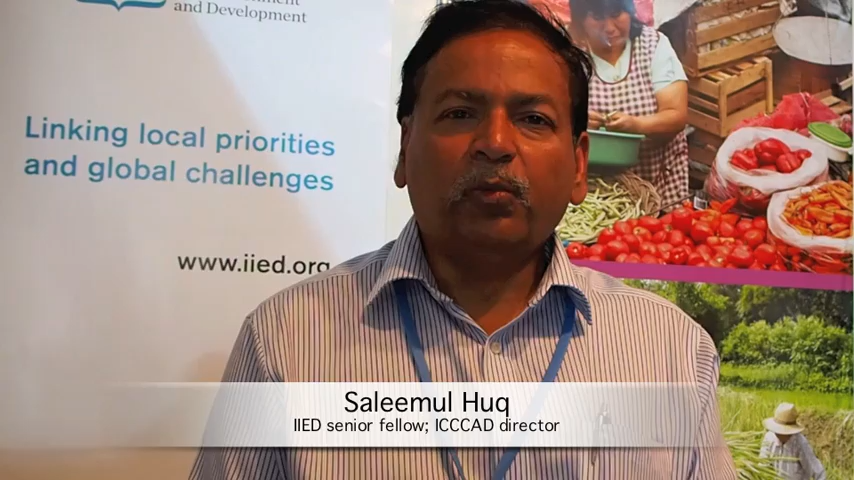 and Development
Linking local priorities
and global challenges
www.iied.org
Saleemul Huq
IIED senior fellow; ICCCAD director